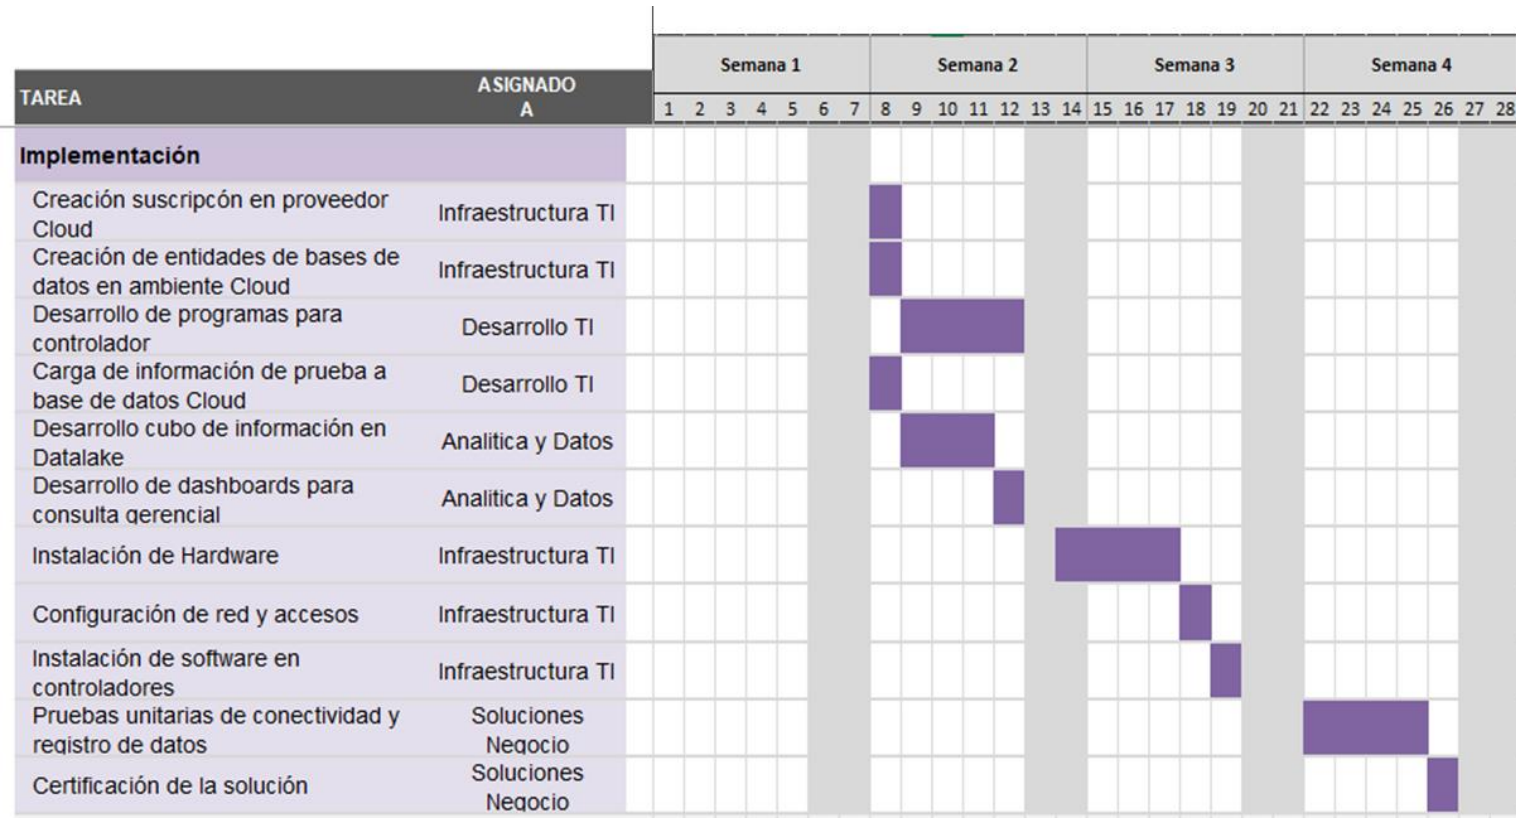 Semana 1 Semana 2 Semana 3 Semana 4
TAREA ASIGNADO
A
1 2 3 4 5 6 7 8 9 10 11 12 13 14 15 16 17 18 19 20 21 22 23 24 25 26 27 28
Implementación
Creación suscripcón en proveedor
Cloud
Infraestructura TI
Creación de entidades de bases de
datos en ambiente Cloud
Infraestructura TI
Desarrollo de programas para
controlador
Desarrollo TI
Carga de información de prueba a
base de datos Cloud
Desarrollo TI
Desarrollo cubo de información en
Datalake
Analitica y Datos
Desarrollo de dashboards para
consulta gerencial
Analitica y Datos
Instalación de Hardware
Infraestructura TI
Configuración de red y accesos
Infraestructura TI
Instalación de software en
controladores
Infraestructura TI
Pruebas unitarias de conectividad y
registro de datos
Soluciones
Negocio
Certificación de la solución
Soluciones
Negocio